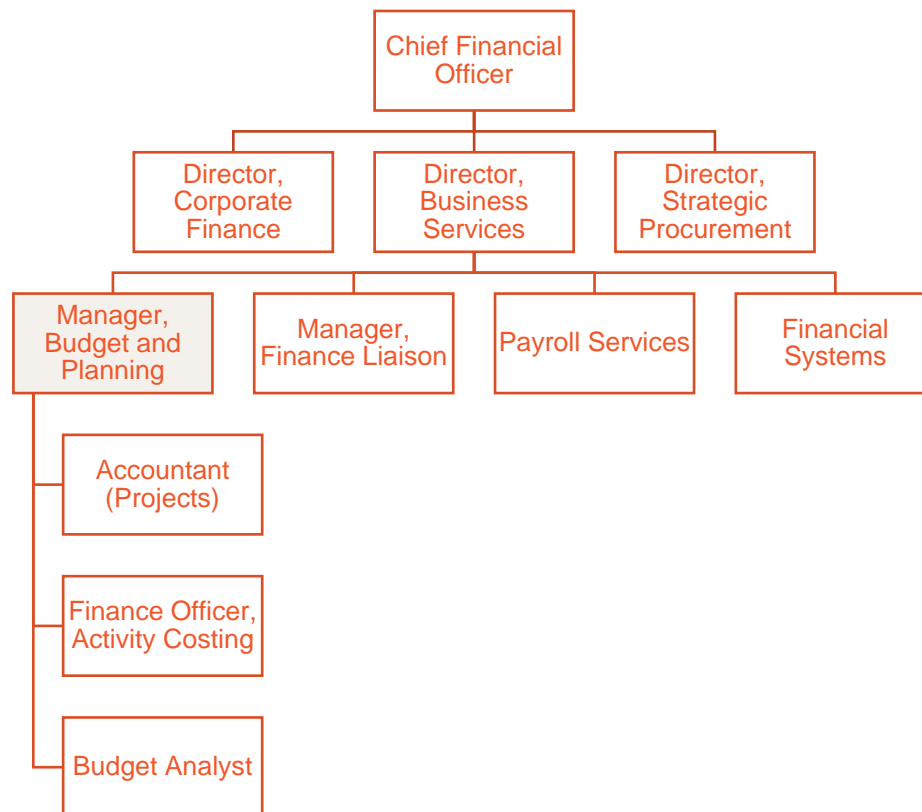 Chief Financial
Officer
Director,
Corporate
Finance
Director,
Business
Services
Director,
Strategic
Procurement
Manager,
Budget and
Planning
Manager,
Finance Liaison
Payroll Services
Financial
Systems
Accountant
(Projects)
Finance Officer,
Activity Costing
Budget Analyst